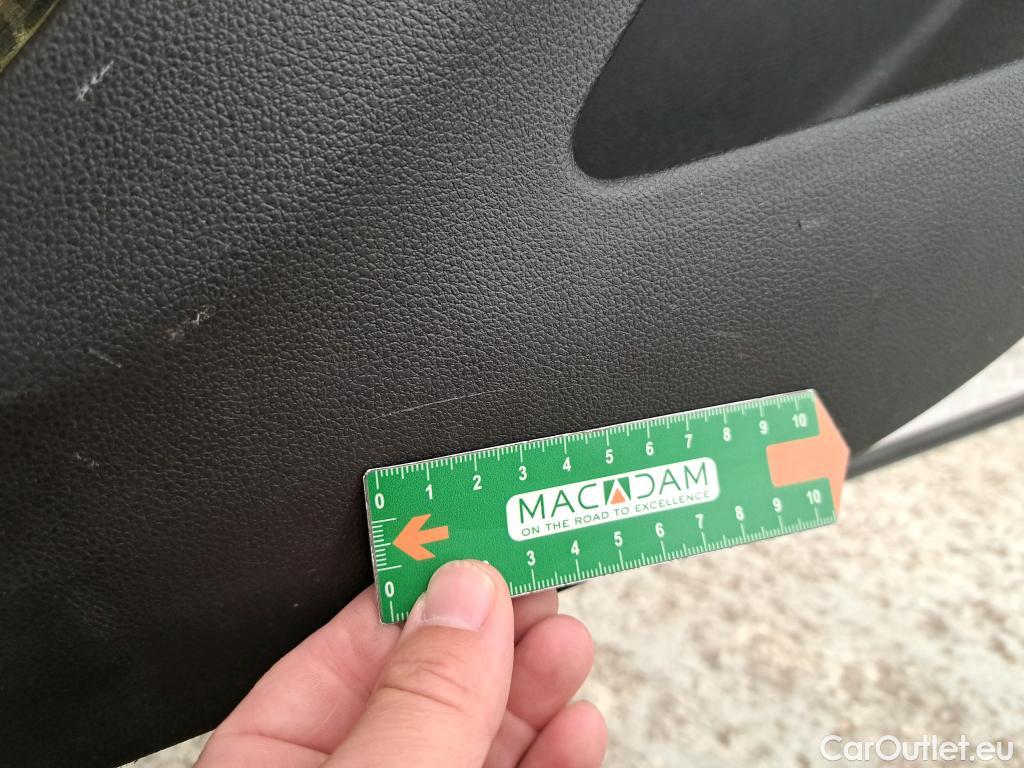 0 1 2 3 4 5 6 7 8 9 10
MACADAM
ON THE ROAD TO EXCELLENCE
0 3 4 5 6 7 8 9 10
CarOutlet.eu